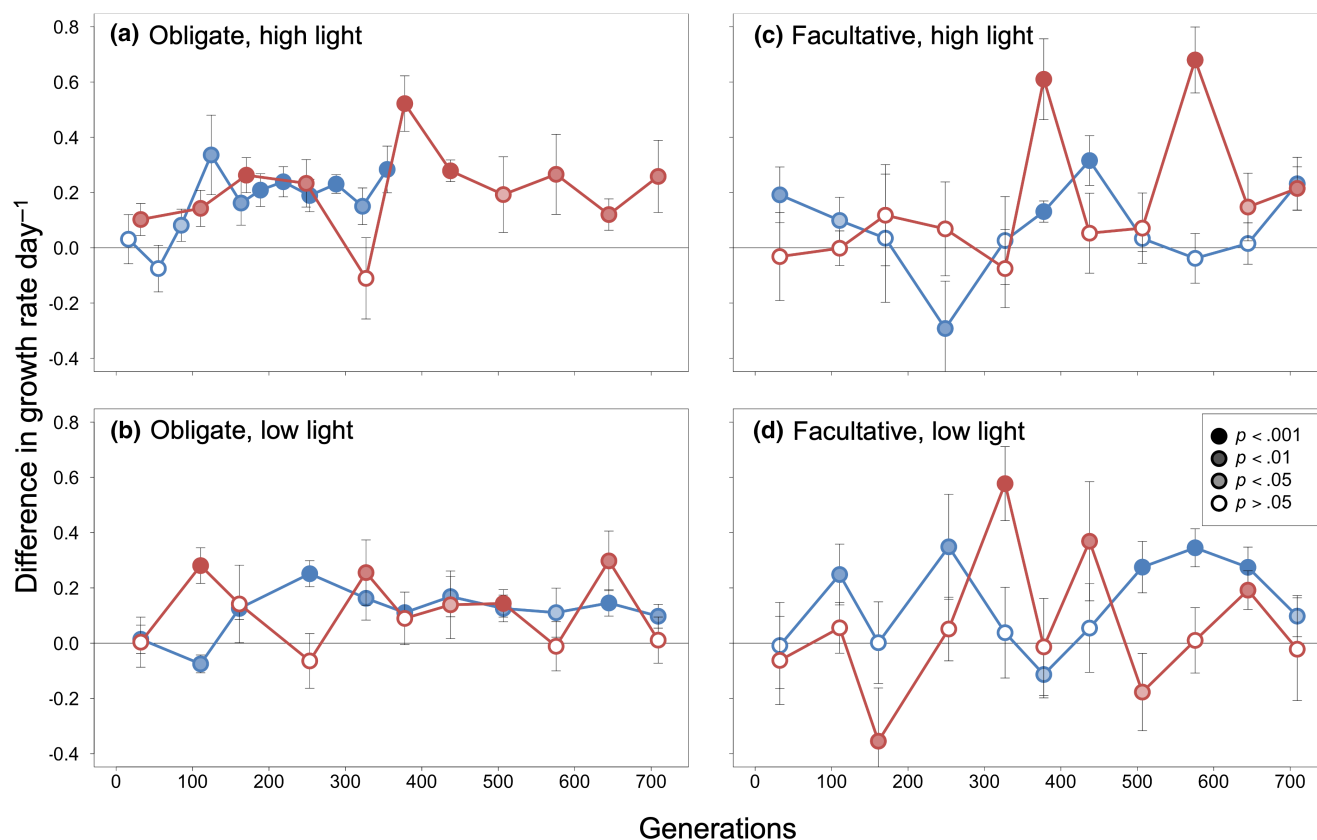 (a) Obligate, high light
0.8
0.6
0.4
0.2
0.0
-0.2
-0.4
0 100 200 300 400 500 600 700
(c) Facultative, high light
0.8
0.6
0.4
0.2
0.0
-0.2
-0.4
0 100 200 300 400 500 600 700
Difference in growth rate day–1
(b) Obligate, low light
(d) Facultative, low light
p < .001
p < .01
p < .05
p > .05
Generations